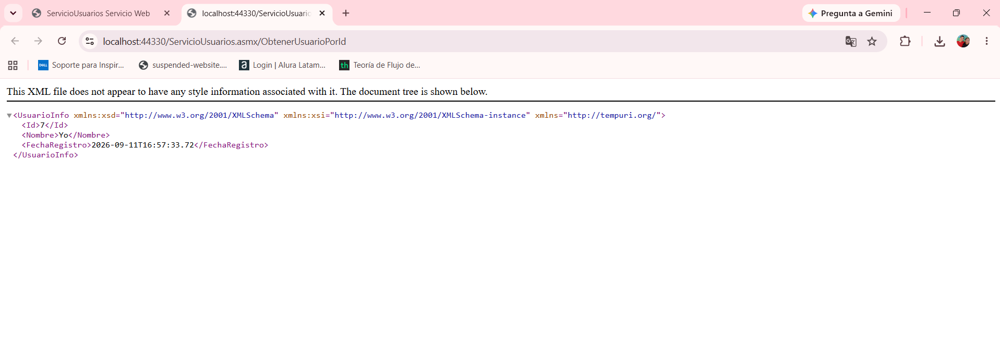 ServicioUsuarios Servicio Web
localhost:44330/ServicioUsuario
Pregunta a Gemini
localhost:44330/ServicioUsuarios.asmx/ObtenerUsuarioPorId
DELL Soporte para Inspir...
suspended-website....
a Login | Alura Latam...
th Teoría de Flujo de...
This XML file does not appear to have any style information associated with it. The document tree is shown below.
▼<UsuarioInfo xmlns:xsd="http://www.w3.org/2001/XMLSchema" xmlns:xsi="http://www.w3.org/2001/XMLSchema-instance" xmlns="http://tempuri.org/">
<Id>7</Id>
<Nombre>Yo</Nombre>
<FechaRegistro>2026-09-11T16:57:33.72</FechaRegistro>
</UsuarioInfo>